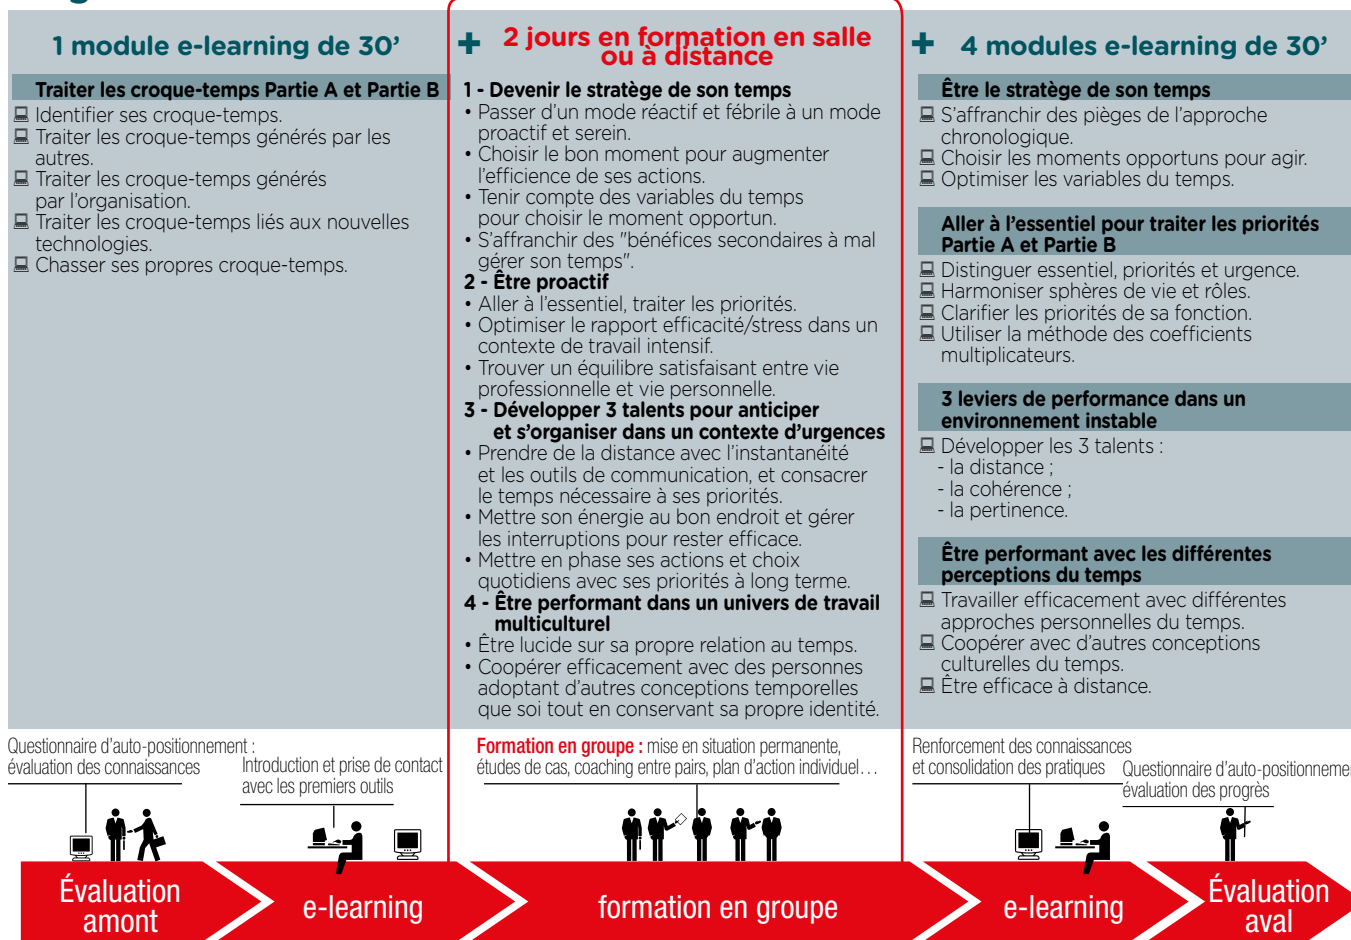 1 module e-learning de 30’
Traiter les croque-temps Partie A et Partie B
Identifier ses croque-temps.
Traiter les croque-temps générés par les
autres.
Traiter les croque-temps générés
par l’organisation.
Traiter les croque-temps liés aux nouvelles
technologies.
Chasser ses propres croque-temps.
+ 2 jours en formation en salle
ou à distance
1 - Devenir le stratège de son temps
• Passer d’un mode réactif et fébrile à un mode
proactif et serein.
• Choisir le bon moment pour augmenter
l’efficience de ses actions.
• Tenir compte des variables du temps
pour choisir le moment opportun.
• S’affranchir des "bénéfices secondaires à mal
gérer son temps".
2 - Être proactif
• Aller à l’essentiel, traiter les priorités.
• Optimiser le rapport efficacité/stress dans un
contexte de travail intensif.
• Trouver un équilibre satisfaisant entre vie
professionnelle et vie personnelle.
3 - Développer 3 talents pour anticiper
et s’organiser dans un contexte d’urgences
• Prendre de la distance avec l’instantanéité
et les outils de communication, et consacrer
le temps nécessaire à ses priorités.
• Mettre son énergie au bon endroit et gérer
les interruptions pour rester efficace.
• Mettre en phase ses actions et choix
quotidiens avec ses priorités à long terme.
4 - Être performant dans un univers de travail
multiculturel
• Être lucide sur sa propre relation au temps.
• Coopérer efficacement avec des personnes
adoptant d’autres conceptions temporelles
que soi tout en conservant sa propre identité.
+ 4 modules e-learning de 30’
Être le stratège de son temps
S’affranchir des pièges de l’approche
chronologique.
Choisir les moments opportuns pour agir.
Optimiser les variables du temps.
Aller à l’essentiel pour traiter les priorités
Partie A et Partie B
Distinguer essentiel, priorités et urgence.
Harmoniser sphères de vie et rôles.
Clarifier les priorités de sa fonction.
Utiliser la méthode des coefficients
multiplicateurs.
3 leviers de performance dans un
environnement instable
Développer les 3 talents :
- la distance ;
- la cohérence ;
- la pertinence.
Être performant avec les différentes
perceptions du temps
Travailler efficacement avec différentes
approches personnelles du temps.
Coopérer avec d’autres conceptions
culturelles du temps.
Être efficace à distance.
Questionnaire d’auto-positionnement :
évaluation des connaissances
Introduction et prise de contact
avec les premiers outils
Formation en groupe : mise en situation permanente,
études de cas, coaching entre pairs, plan d’action individuel…
Renforcement des connaissances
et consolidation des pratiques
Questionnaire d’auto-positionneme
évaluation des progrès
Évaluation
amont
e-learning
formation en groupe
e-learning
Évaluation
aval